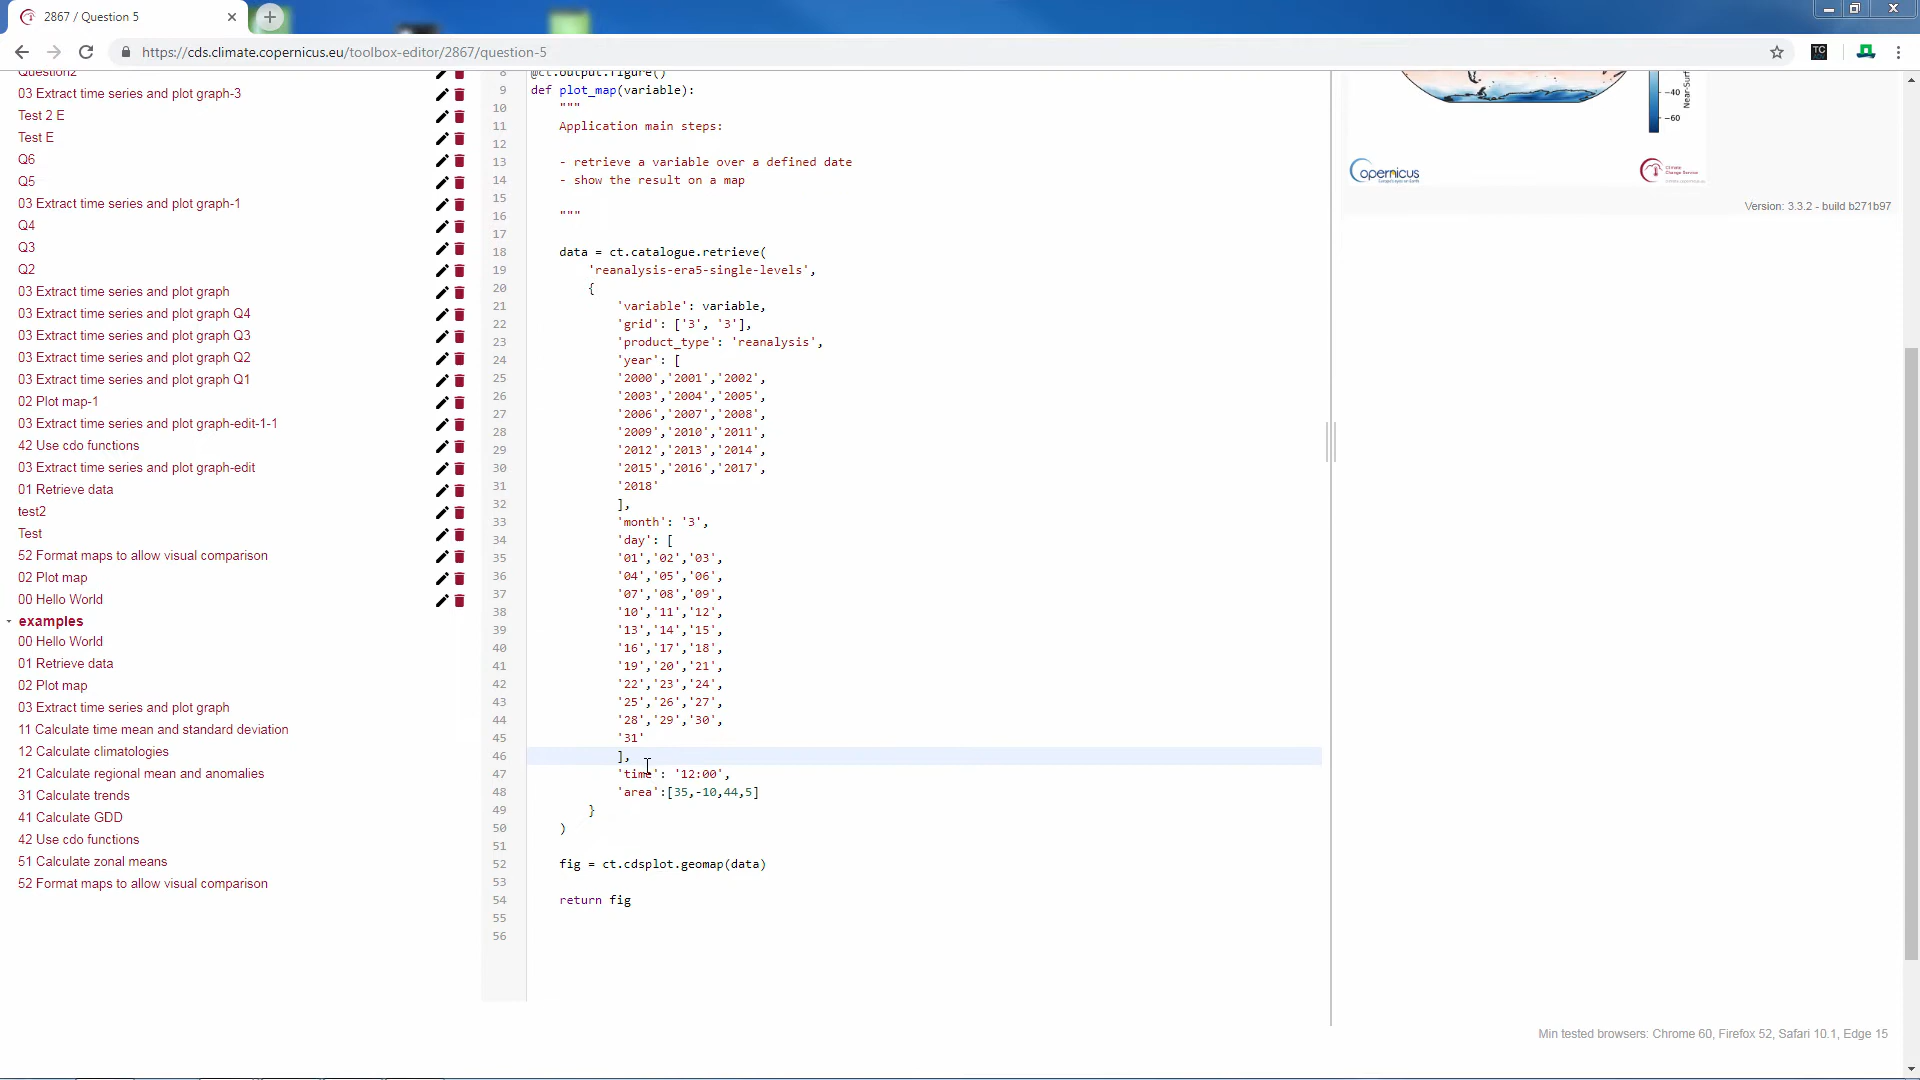 2867 / Question 5
https://cds.climate.copernicus.eu/toolbox-editor/2867/question-5
TC
Question2
03 Extract time series and plot graph-3
Test 2 E
Test E
Q6
Q5
03 Extract time series and plot graph-1
Q4
Q3
Q2
03 Extract time series and plot graph
03 Extract time series and plot graph Q4
03 Extract time series and plot graph Q3
03 Extract time series and plot graph Q2
03 Extract time series and plot graph Q1
02 Plot map-1
03 Extract time series and plot graph-edit-1-1
42 Use cdo functions
03 Extract time series and plot graph-edit
01 Retrieve data
test2
Test
52 Format maps to allow visual comparison
02 Plot map
00 Hello World
examples
00 Hello World
01 Retrieve data
02 Plot map
03 Extract time series and plot graph
11 Calculate time mean and standard deviation
12 Calculate climatologies
21 Calculate regional mean and anomalies
31 Calculate trends
41 Calculate GDD
42 Use cdo functions
51 Calculate zonal means
52 Format maps to allow visual comparison
8 @ct.output.figure()
9 def plot_map(variable):
10 """
11 Application main steps:
12
13 - retrieve a variable over a defined date
14 - show the result on a map
15
16 """
17
18 data = ct.catalogue.retrieve(
19 'reanalysis-era5-single-levels',
20 {
21 'variable': variable,
22 'grid': ['3', '3'],
23 'product_type': 'reanalysis',
24 'year': [
25 '2000','2001','2002',
26 '2003','2004','2005',
27 '2006','2007','2008',
28 '2009','2010','2011',
29 '2012','2013','2014',
30 '2015','2016','2017',
31 '2018'
32 ],
33 'month': '3',
34 'day': [
35 '01','02','03',
36 '04','05','06',
37 '07','08','09',
38 '10','11','12',
39 '13','14','15',
40 '16','17','18',
41 '19','20','21',
42 '22','23','24',
43 '25','26','27',
44 '28','29','30',
45 '31'
46 ],
47 'time': '12:00',
48 'area':[35,-10,44,5]
49 }
50 )
51
52 fig = ct.cdsplot.geomap(data)
53
54 return fig
55
56
−40
−60
Near-Surf
opernicus
Climate
Change Service
Version: 3.3.2 - build b271b97
Min tested browsers: Chrome 60, Firefox 52, Safari 10.1, Edge 15